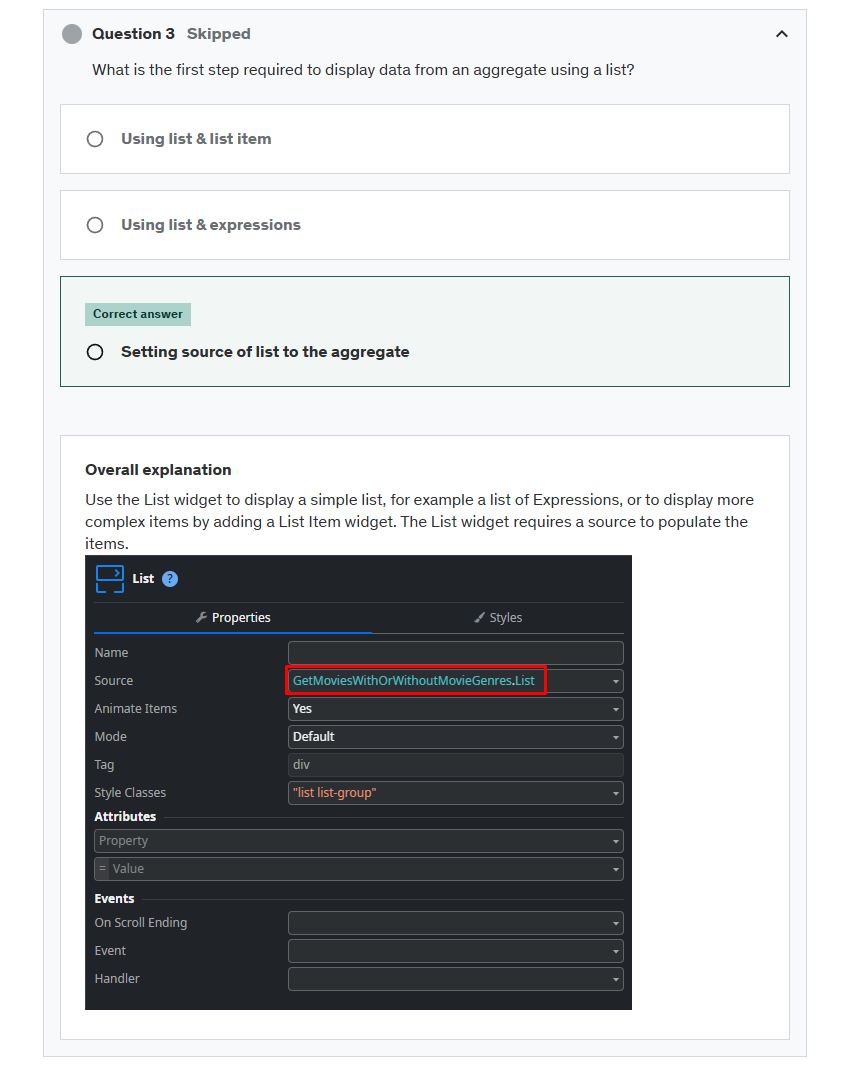 Question 3 Skipped
What is the first step required to display data from an aggregate using a list?
Using list & list item
Using list & expressions
Correct answer
Setting source of list to the aggregate
Overall explanation
Use the List widget to display a simple list, for example a list of Expressions, or to display more
complex items by adding a List Item widget. The List widget requires a source to populate the
items.
List ?
Properties Styles
Name
Source GetMoviesWithOrWithoutMovieGenres.List
Animate Items Yes
Mode Default
Tag div
Style Classes "list list-group"
Attributes
Property
= Value
Events
On Scroll Ending
Event
Handler